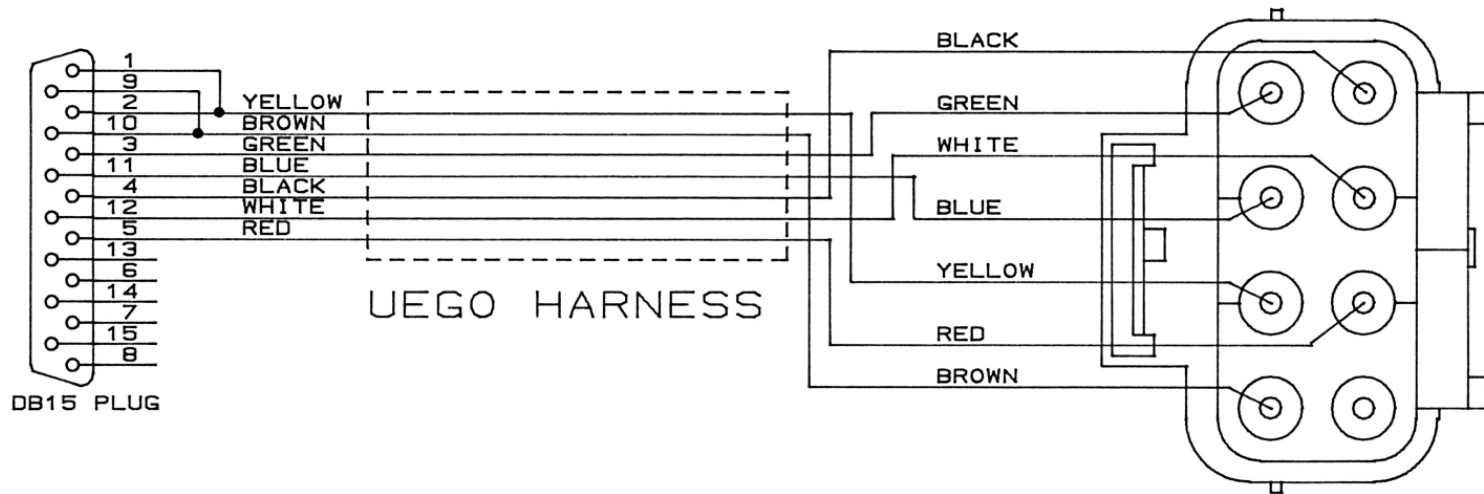 1
9
2 YELLOW
10 BROWN
3 GREEN
11 BLUE
4 BLACK
12 WHITE
5 RED
13
6
14
7
15
8
DB15 PLUG
UEGO HARNESS
BLACK
GREEN
WHITE
BLUE
YELLOW
RED
BROWN